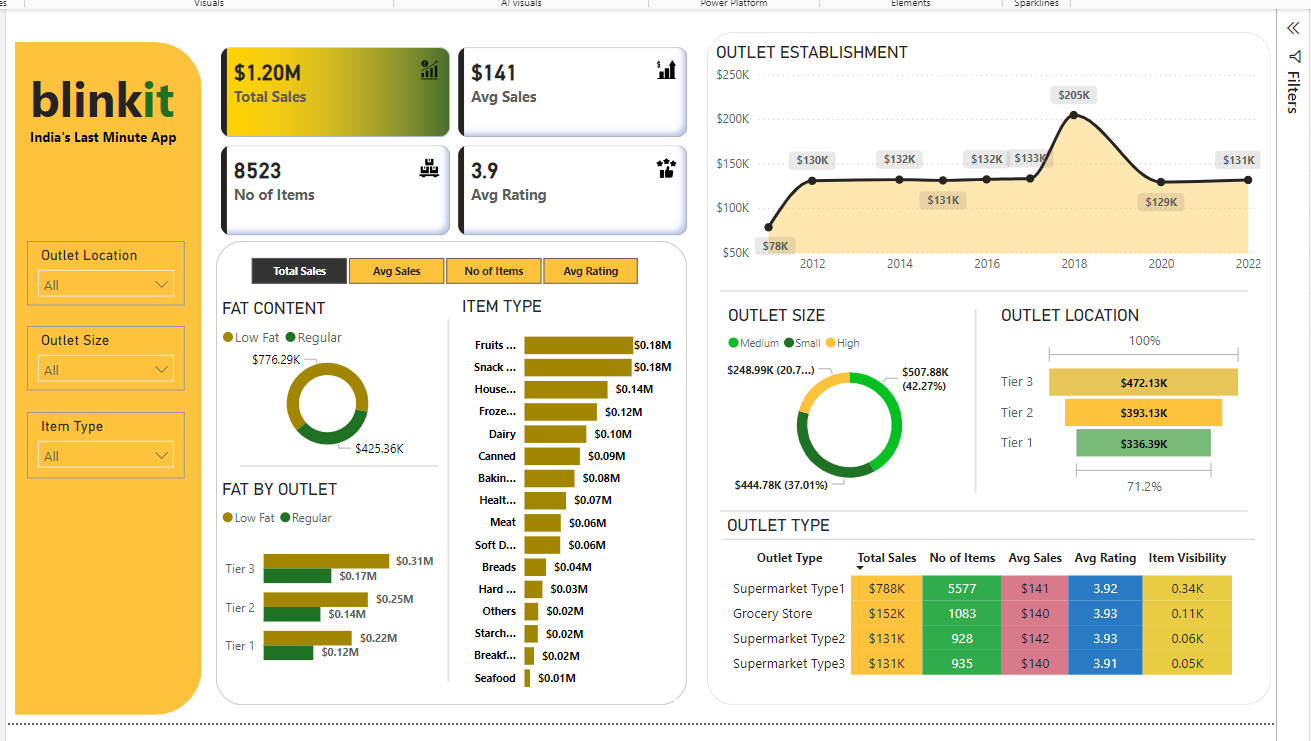 Visuals
AI visuals
Power Platform
Elements
Sparklines
blinkit
India's Last Minute App
Outlet Location
All
Outlet Size
All
Item Type
All
$1.20M
Total Sales
$141
Avg Sales
8523
No of Items
3.9
Avg Rating
Total Sales
Avg Sales
No of Items
Avg Rating
FAT CONTENT
Low Fat
Regular
$776.29K
$425.36K
FAT BY OUTLET
Low Fat
Regular
Tier 3
$0.31M
$0.17M
Tier 2
$0.25M
$0.14M
Tier 1
$0.22M
$0.12M
ITEM TYPE
Fruits ... $0.18M
Snack ... $0.18M
House... $0.14M
Froze... $0.12M
Dairy $0.10M
Canned $0.09M
Bakin... $0.08M
Healt... $0.07M
Meat $0.06M
Soft D... $0.06M
Breads $0.04M
Hard ... $0.03M
Others $0.02M
Starch... $0.02M
Breakf... $0.02M
Seafood $0.01M
OUTLET ESTABLISHMENT
$250K
$200K
$150K
$100K
$50K
$78K
$130K
$132K
$131K
$132K
$133K
$205K
$129K
$131K
2012 2014 2016 2018 2020 2022
OUTLET SIZE
Medium Small High
$248.99K (20.7...)
$507.88K
(42.27%)
$444.78K (37.01%)
OUTLET LOCATION
100%
Tier 3 $472.13K
Tier 2 $393.13K
Tier 1 $336.39K
71.2%
OUTLET TYPE
Outlet Type Total Sales No of Items Avg Sales Avg Rating Item Visibility
Supermarket Type1 $788K 5577 $141 3.92 0.34K
Grocery Store $152K 1083 $140 3.93 0.11K
Supermarket Type2 $131K 928 $142 3.93 0.06K
Supermarket Type3 $131K 935 $140 3.91 0.05K
Filters